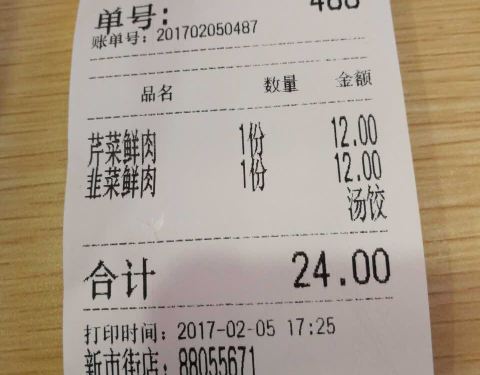 单号:
账单号: 201702050487
品名 数量 金额
芹菜鲜肉 1份 12.00
韭菜鲜肉 1份 12.00
汤饺
合计 24.00
打印时间: 2017-02-05 17:25
新市街店: 88055671